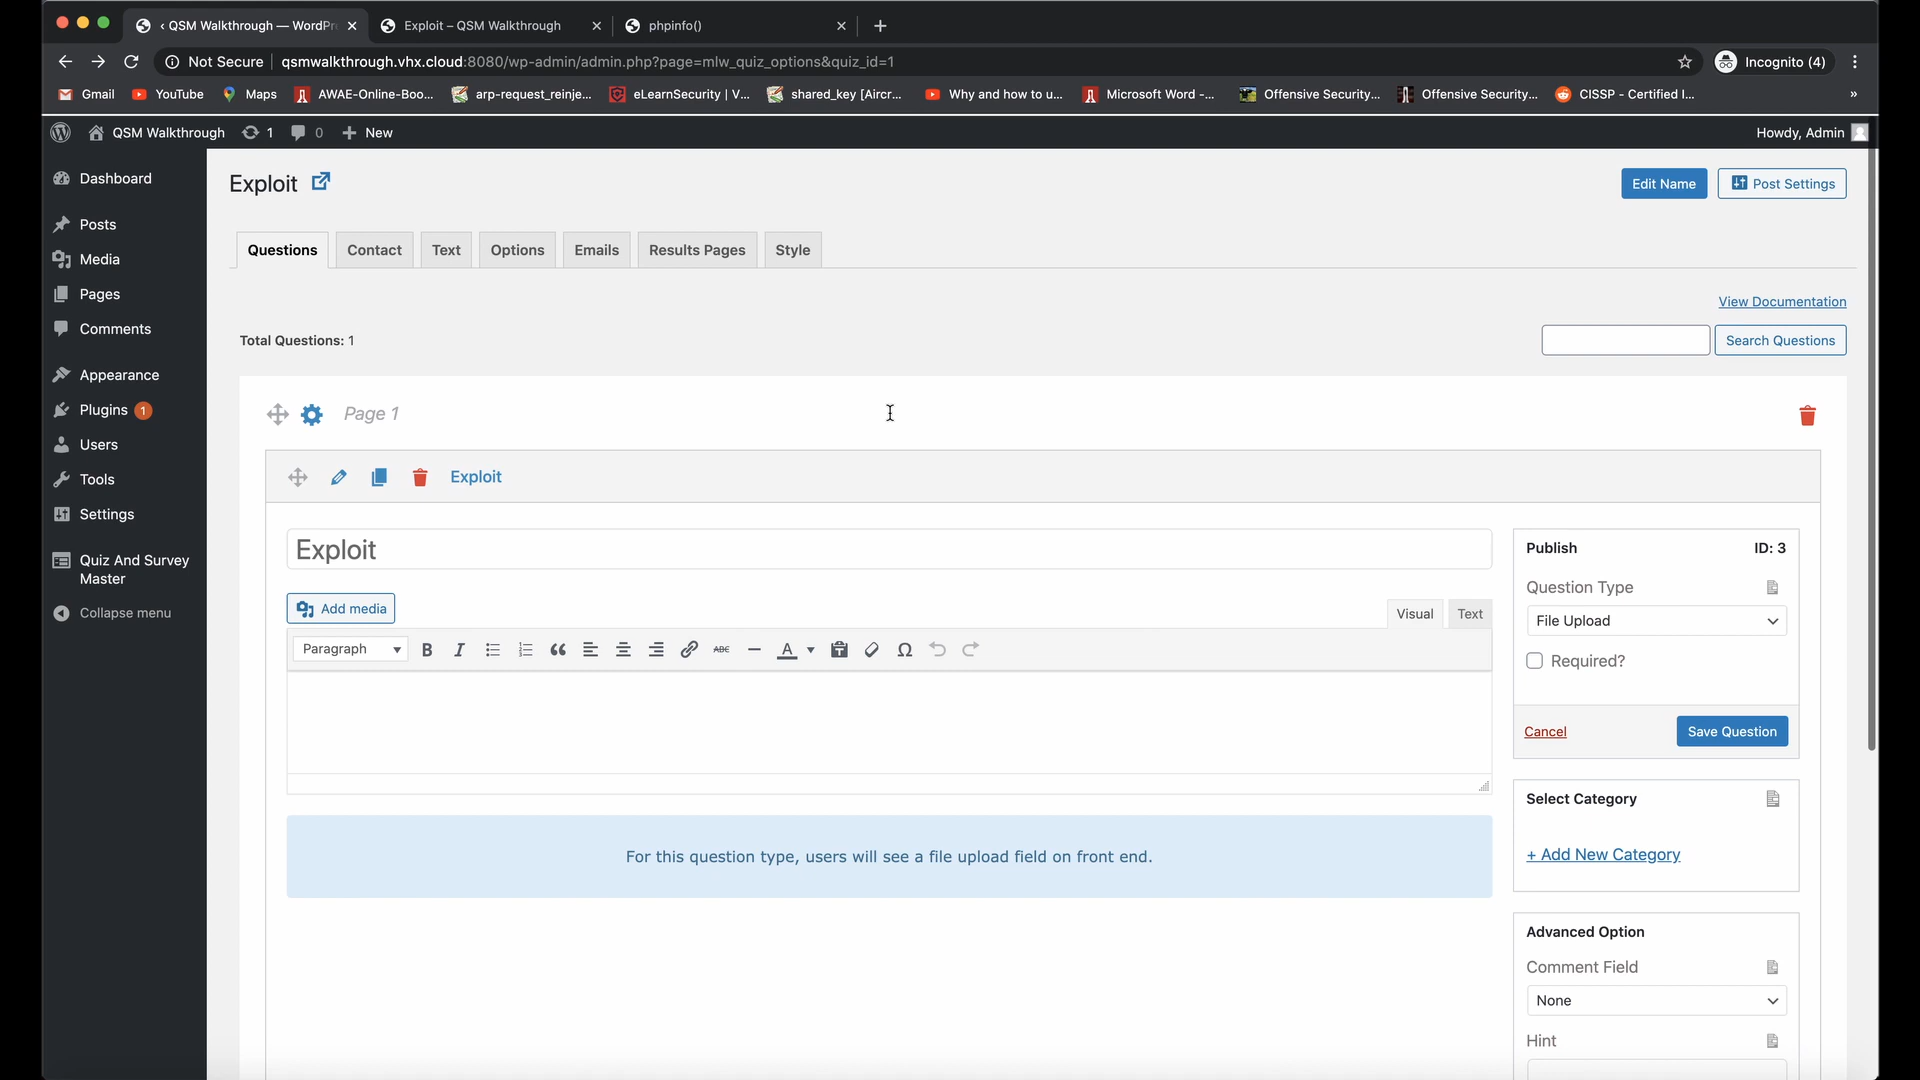 ‹ QSM Walkthrough — WordPr
Exploit – QSM Walkthrough
phpinfo()
Not Secure
qsmwalkthrough.vhx.cloud:8080/wp-admin/admin.php?page=mlw_quiz_options&quiz_id=1
Incognito (4)
Gmail
YouTube
Maps
AWAE-Online-Boo...
arp-request_reinje...
eLearnSecurity | V...
shared_key [Aircr...
Why and how to u...
Microsoft Word -...
Offensive Security...
Offensive Security...
CISSP - Certified I...
»
QSM Walkthrough
1
0
New
Howdy, Admin
Dashboard
Posts
Media
Pages
Comments
Appearance
Plugins 1
Users
Tools
Settings
Quiz And Survey
Master
Collapse menu
Exploit
Edit Name
Post Settings
Questions
Contact
Text
Options
Emails
Results Pages
Style
View Documentation
Total Questions: 1
Search Questions
Page 1
Exploit
Exploit
Add media
Visual
Text
Paragraph
B
I
ABC
A
Ω
For this question type, users will see a file upload field on front end.
Publish
ID: 3
Question Type
File Upload
Required?
Cancel
Save Question
Select Category
+ Add New Category
Advanced Option
Comment Field
None
Hint